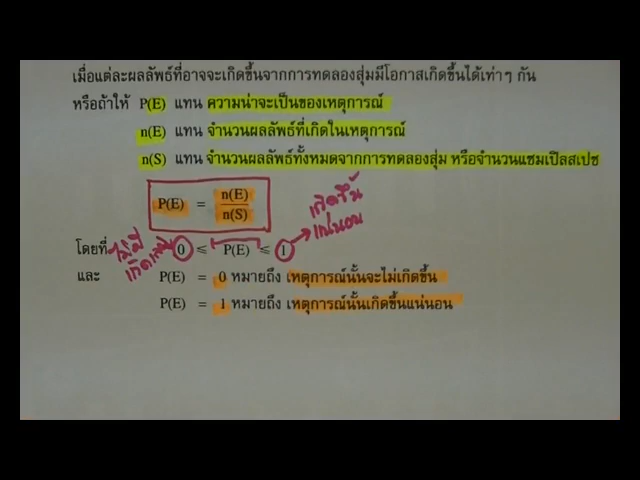 เมื่อแต่ละผลลัพธ์ที่อาจจะเกิดขึ้นจากการทดลองสุ่มมีโอกาสเกิดขึ้นได้เท่าๆ กัน
หรือถ้าให้ P(E) แทน ความน่าจะเป็นของเหตุการณ์
n(E) แทน จำนวนผลลัพธ์ที่เกิดในเหตุการณ์
n(S) แทน จำนวนผลลัพธ์ทั้งหมดจากการทดลองสุ่ม หรือจำนวนแซมเปิลสเปซ
P(E) = n(E)/n(S)
เกิดขึ้น
แน่นอน
โดยที่ 0 ≤ P(E) ≤ 1
ไม่มี
และ P(E) = 0 หมายถึง เหตุการณ์นั้นจะไม่เกิดขึ้น
P(E) = 1 หมายถึง เหตุการณ์นั้นเกิดขึ้นแน่นอน